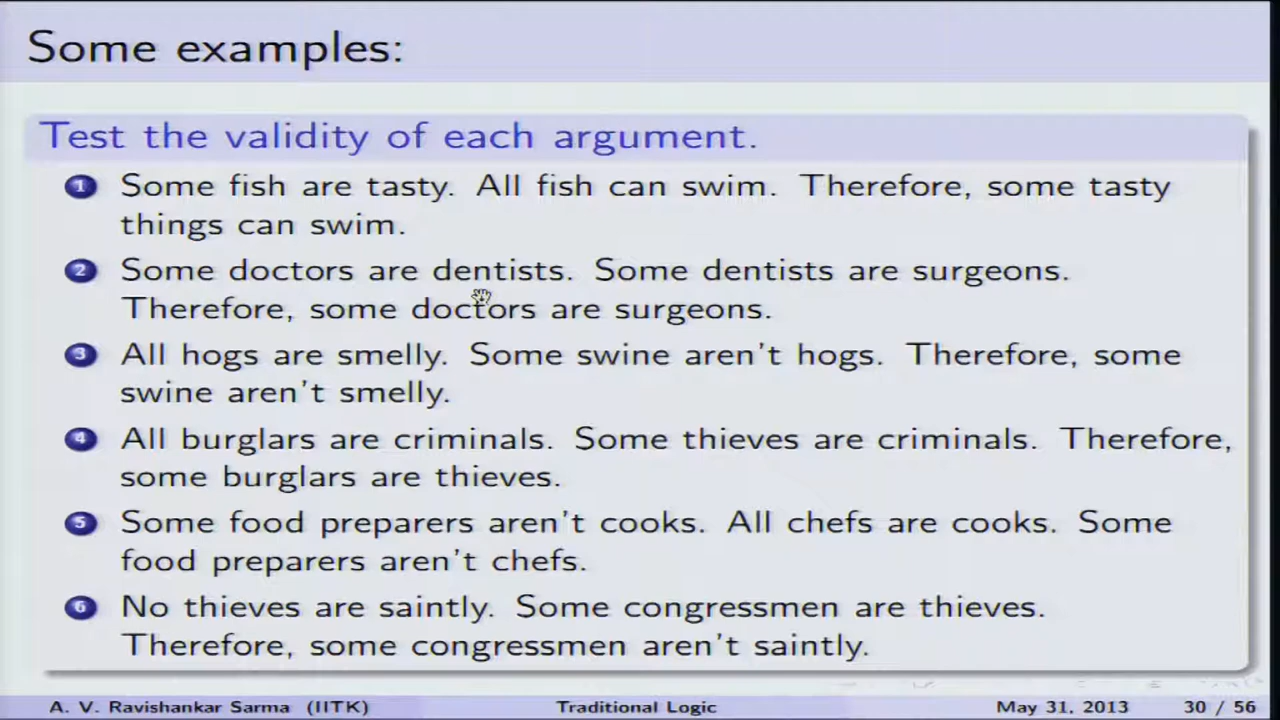 Some examples:
Test the validity of each argument.
1 Some fish are tasty. All fish can swim. Therefore, some tasty
things can swim.
2 Some doctors are dentists. Some dentists are surgeons.
Therefore, some doctors are surgeons.
3 All hogs are smelly. Some swine aren't hogs. Therefore, some
swine aren't smelly.
4 All burglars are criminals. Some thieves are criminals. Therefore,
some burglars are thieves.
5 Some food preparers aren't cooks. All chefs are cooks. Some
food preparers aren't chefs.
6 No thieves are saintly. Some congressmen are thieves.
Therefore, some congressmen aren't saintly.
A. V. Ravishankar Sarma (IITK) Traditional Logic May 31, 2013 30 / 56